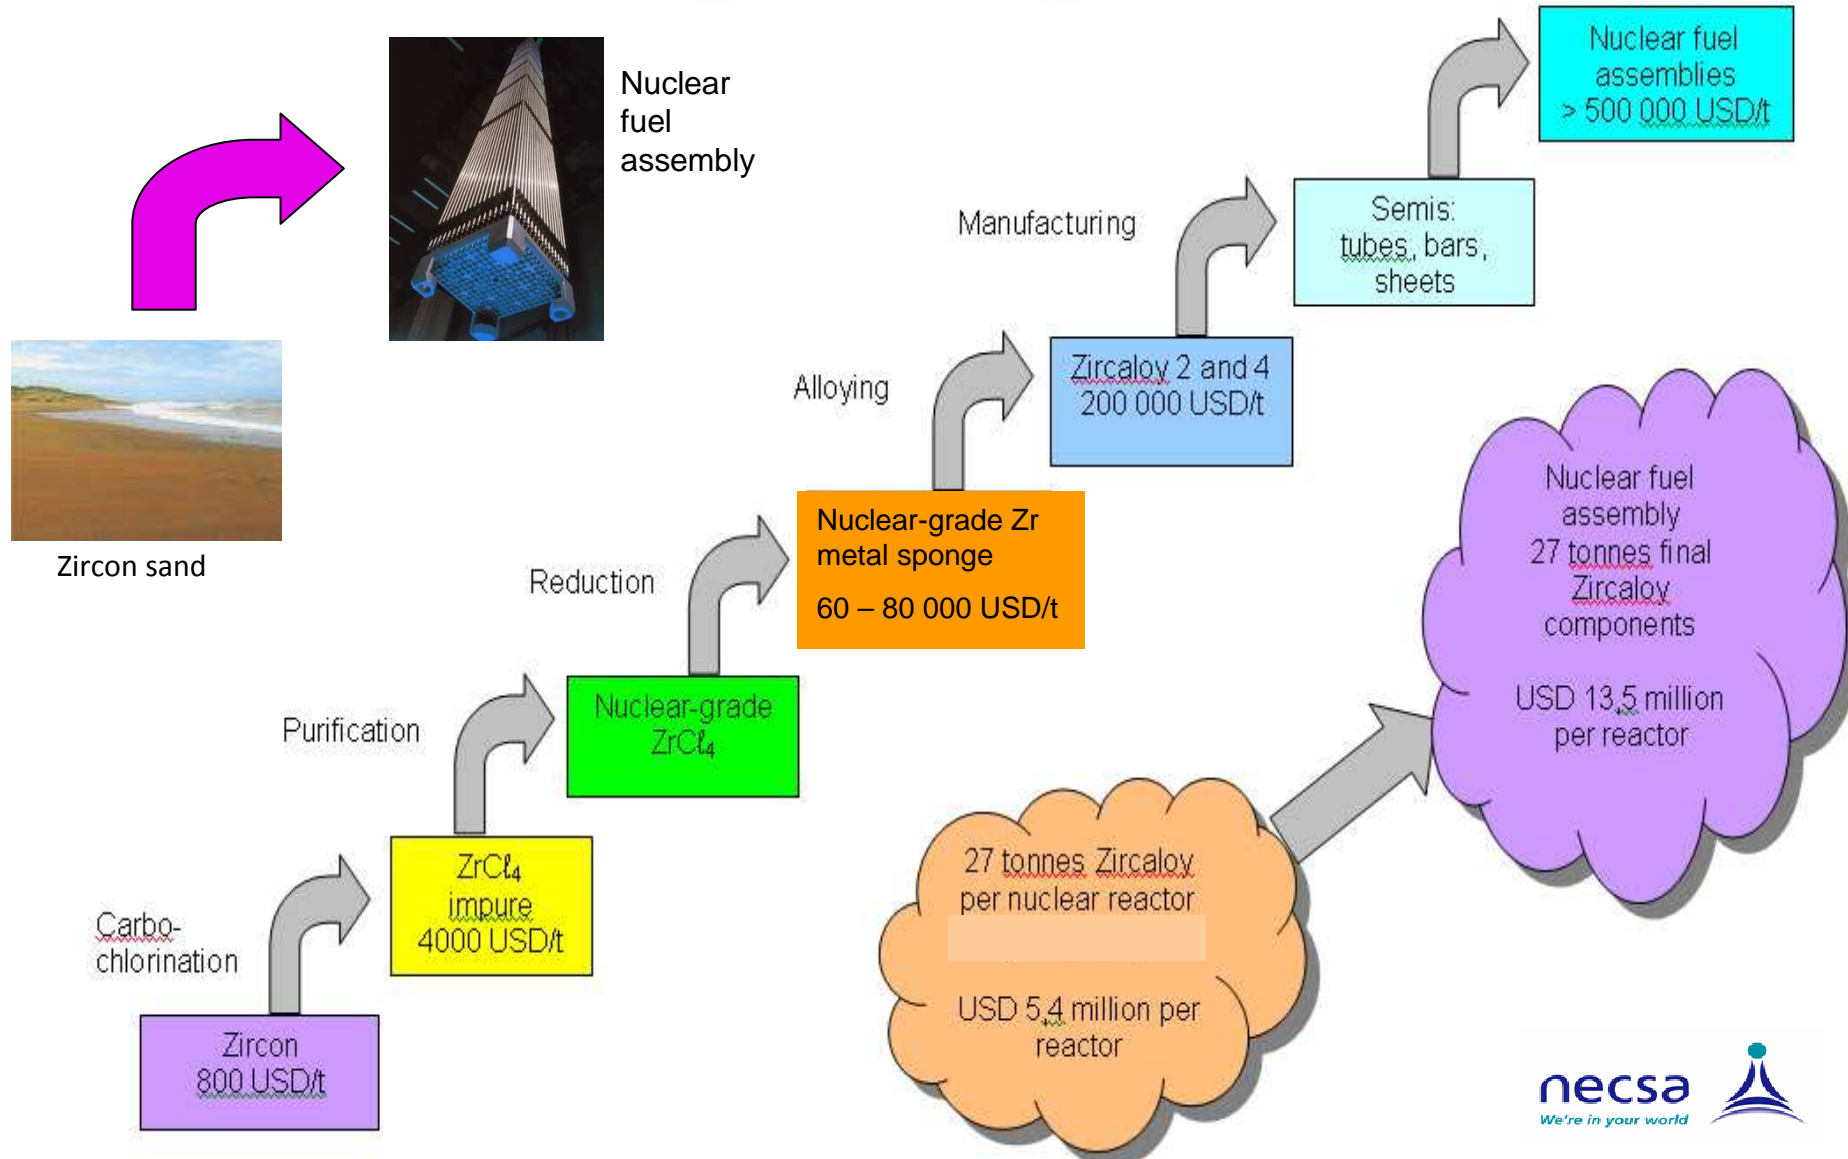 Nuclear
fuel
assembly
Zircon sand
Nuclear fuel
assemblies
> 500 000 USD/t
Manufacturing
Semis:
tubes, bars,
sheets
Alloying
Zircaloy 2 and 4
200 000 USD/t
Reduction
Nuclear-grade Zr
metal sponge
60 – 80 000 USD/t
Purification
Nuclear-grade
ZrCℓ₄
Carbo-
chlorination
ZrCℓ₄
impure
4000 USD/t
Zircon
800 USD/t
27 tonnes Zircaloy
per nuclear reactor
USD 5,4 million per
reactor
Nuclear fuel
assembly
27 tonnes final
Zircaloy
components
USD 13,5 million
per reactor
necsa
We're in your world